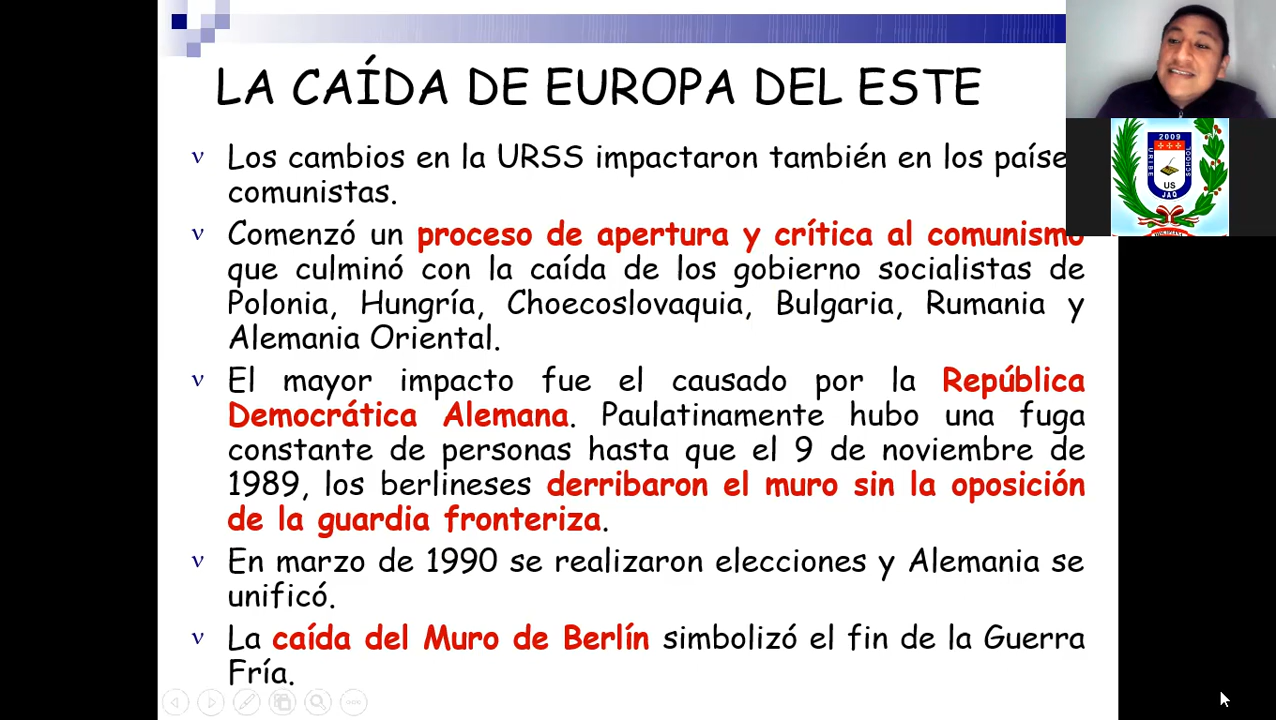 LA CAÍDA DE EUROPA DEL ESTE
Los cambios en la URSS impactaron también en los paíse
comunistas.
Comenzó un proceso de apertura y crítica al comunismo
que culminó con la caída de los gobierno socialistas de
Polonia, Hungría, Choecoslovaquia, Bulgaria, Rumania y
Alemania Oriental.
El mayor impacto fue el causado por la República
Democrática Alemana. Paulatinamente hubo una fuga
constante de personas hasta que el 9 de noviembre de
1989, los berlineses derribaron el muro sin la oposición
de la guardia fronteriza.
En marzo de 1990 se realizaron elecciones y Alemania se
unificó.
La caída del Muro de Berlín simbolizó el fin de la Guerra
Fría.
2009
URIBE
SCHOOL
US
JAQ